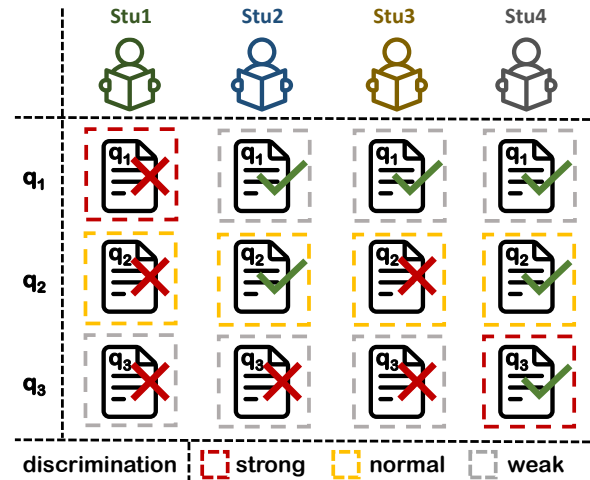 Stu1 Stu2 Stu3 Stu4
q1 q1 q1 q1 q1
q2 q2 q2 q2 q2
q3 q3 q3 q3 q3
discrimination strong normal weak